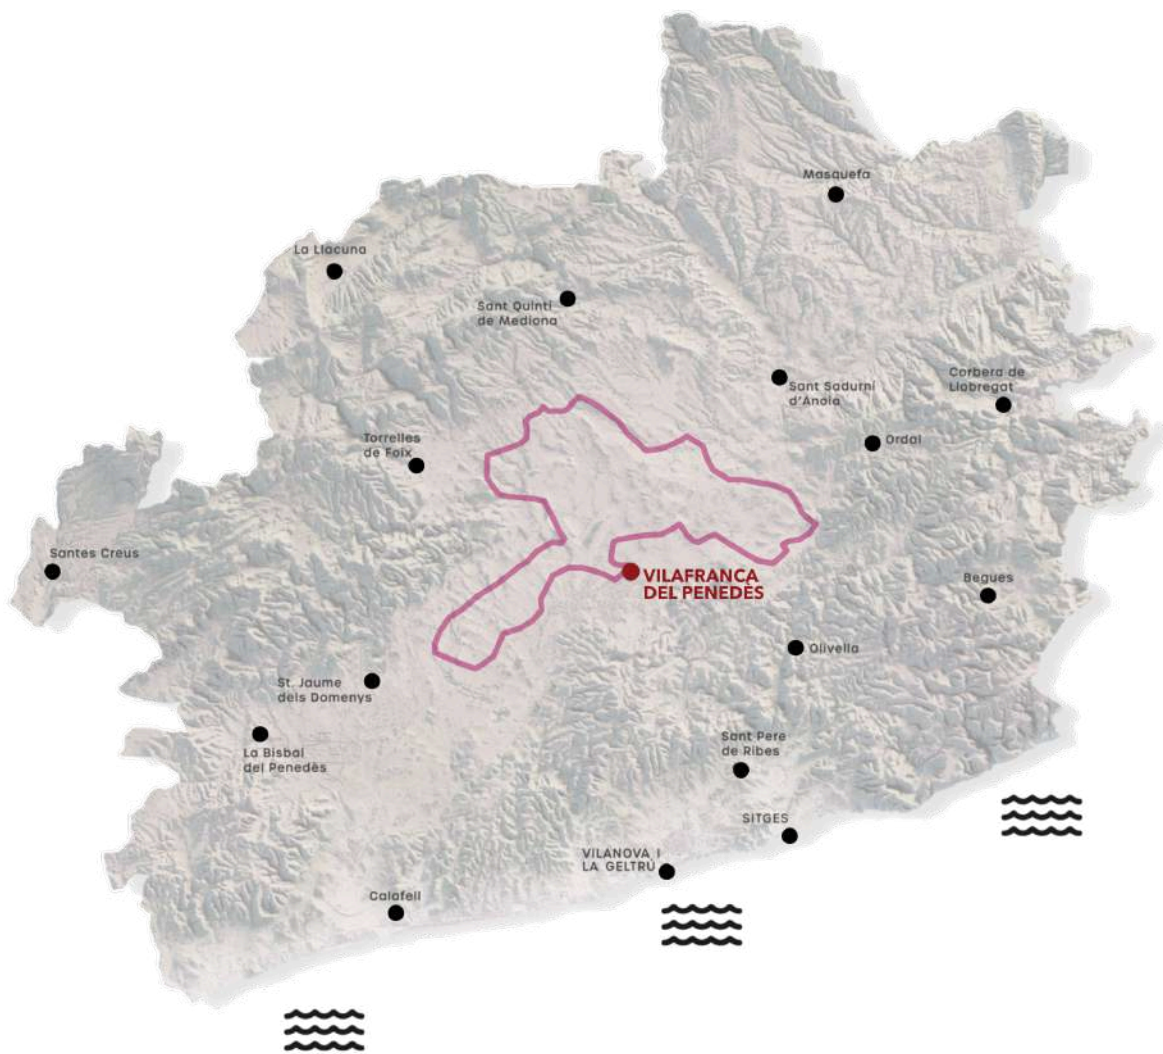 Masquefa
La Llacuna
Sant Quintí
de Mediona
Sant Sadurní
d'Anoia
Corbera de
Llobregat
Torrelles
de Foix
Ordal
Santes Creus
VILAFRANCA
DEL PENEDÈS
Begues
Olivella
St. Jaume
dels Domenys
La Bisbal
del Penedès
Sant Pere
de Ribes
SITGES
VILANOVA I
LA GELTRÚ
Calafell